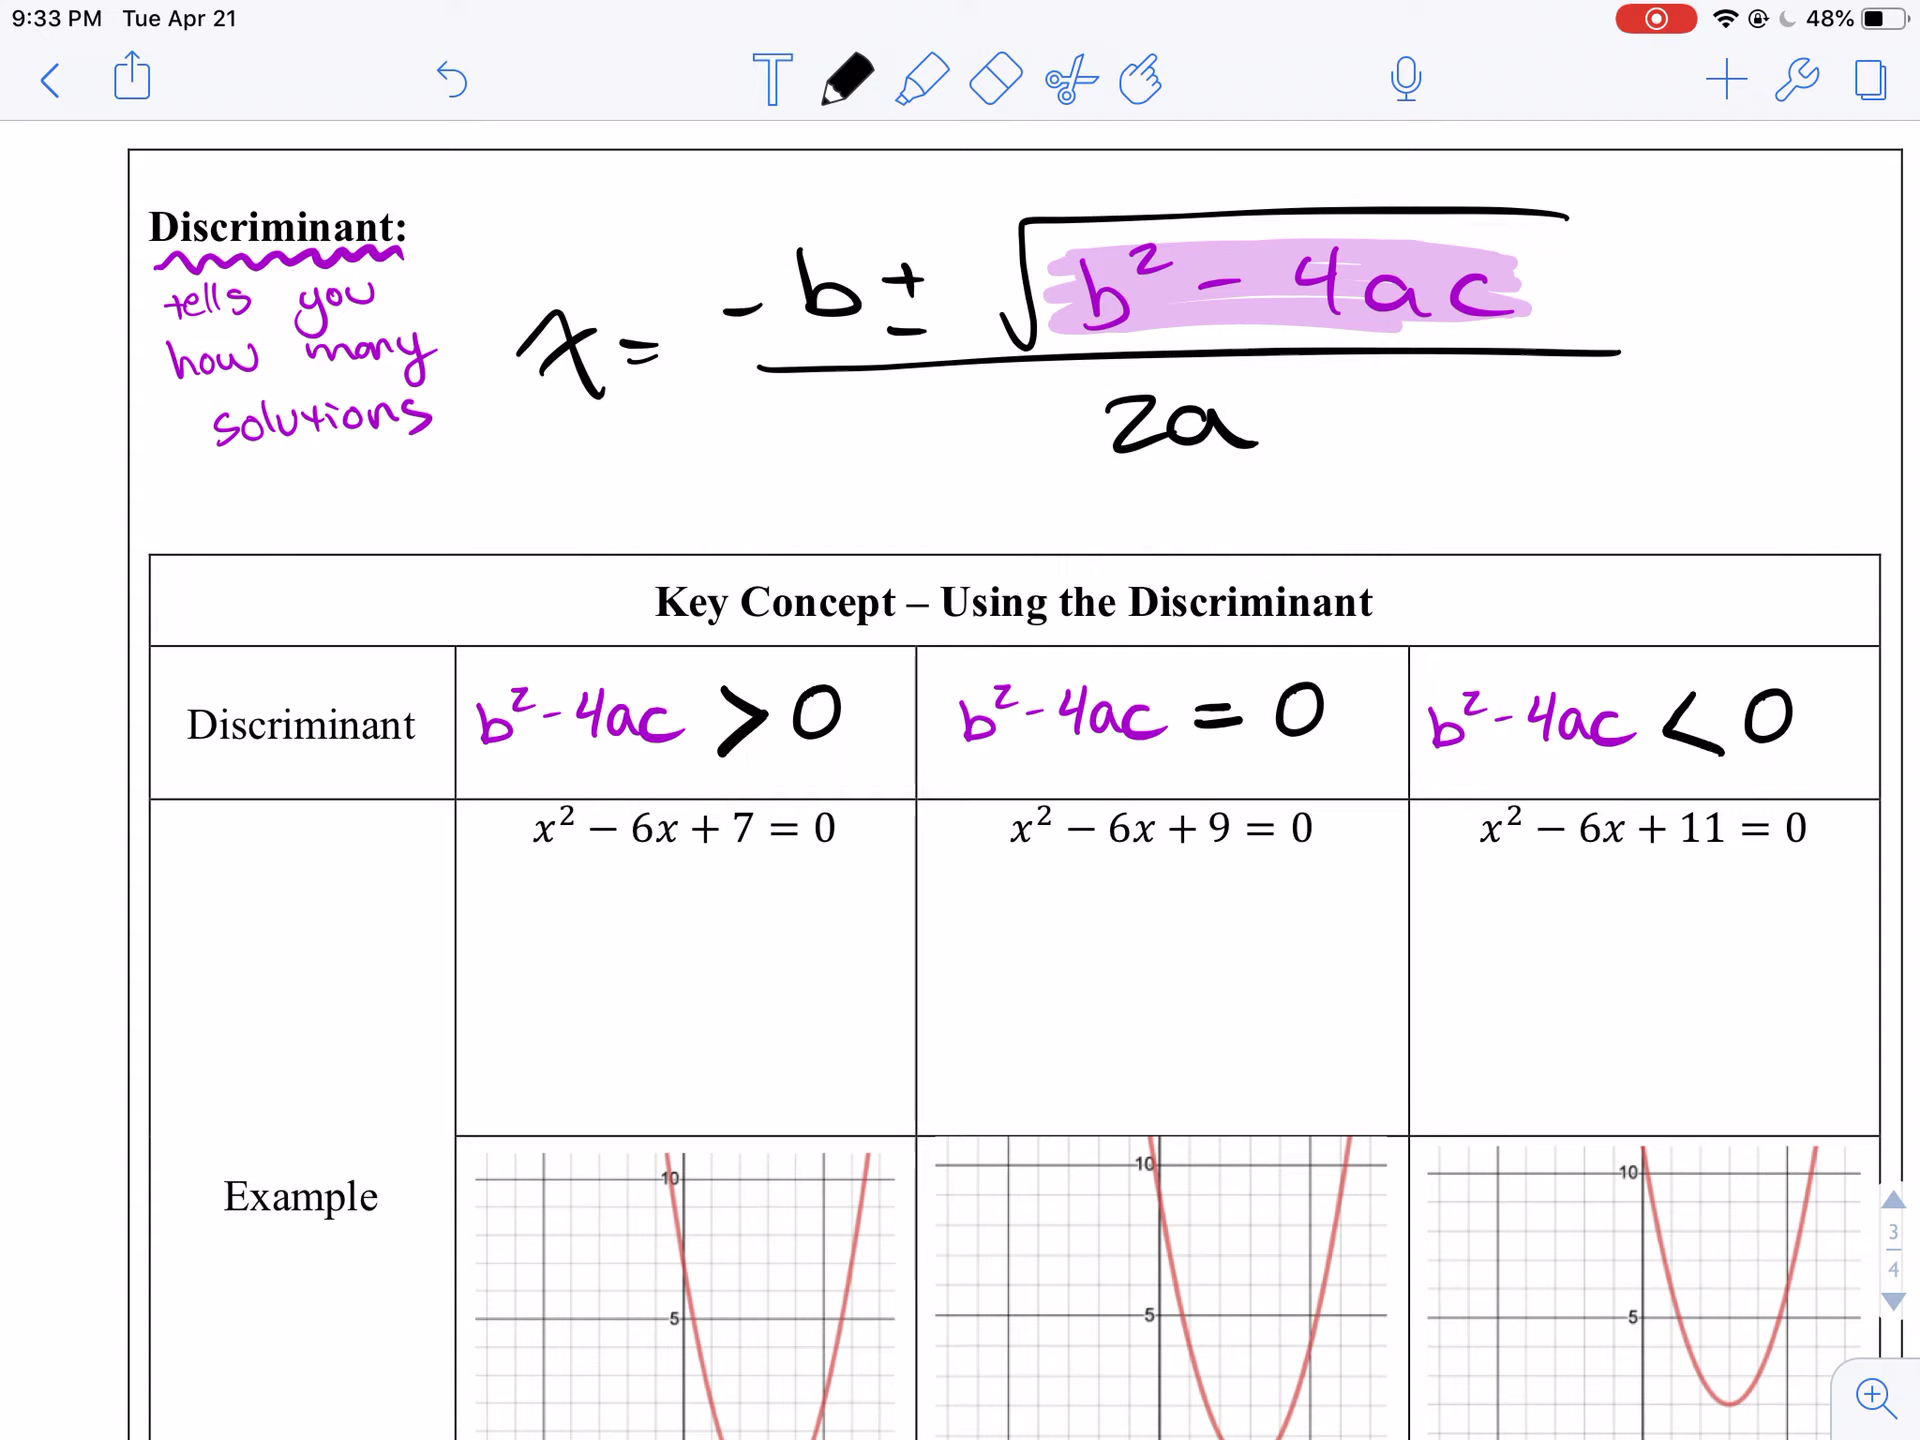 9:33 PM Tue Apr 21
48%
Discriminant:
tells you
how many
solutions
x = -b ± √b² - 4ac
2a
Key Concept – Using the Discriminant
Discriminant
b² - 4ac > 0
b² - 4ac = 0
b² - 4ac < 0
x² − 6x + 7 = 0
x² − 6x + 9 = 0
x² − 6x + 11 = 0
Example
10
5
10
5
10
5
3
4